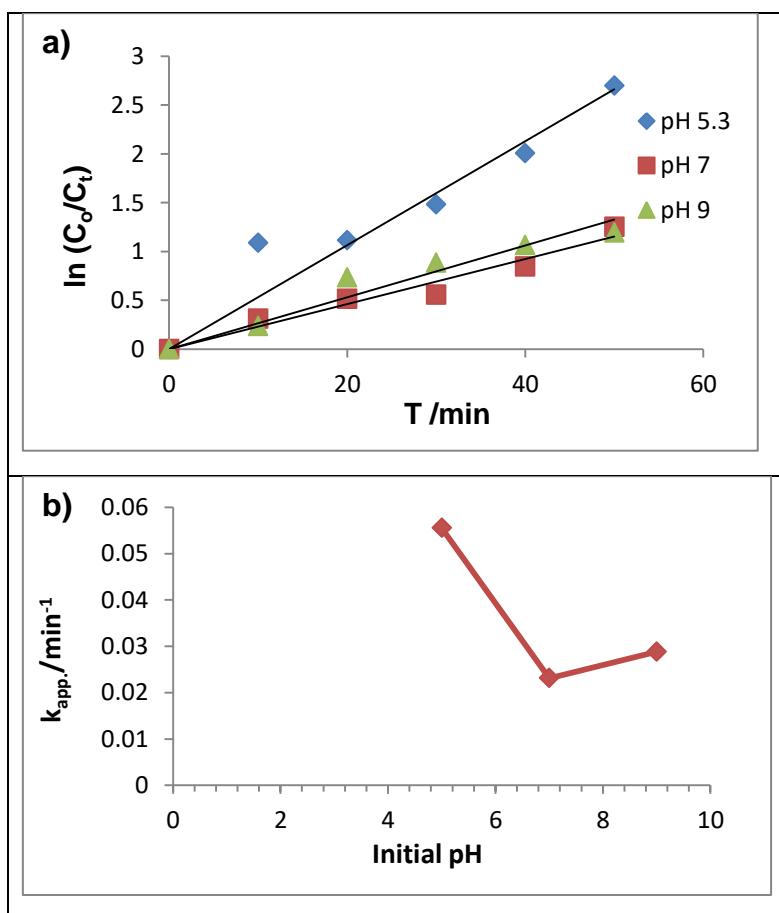 a)
3
2.5
2
1.5
1
0.5
0
0
20
40
60
ln (Co/Ct)
T /min
pH 5.3
pH 7
pH 9
b)
0.06
0.05
0.04
0.03
0.02
0.01
0
0
2
4
6
8
10
kapp./min-1
Initial pH